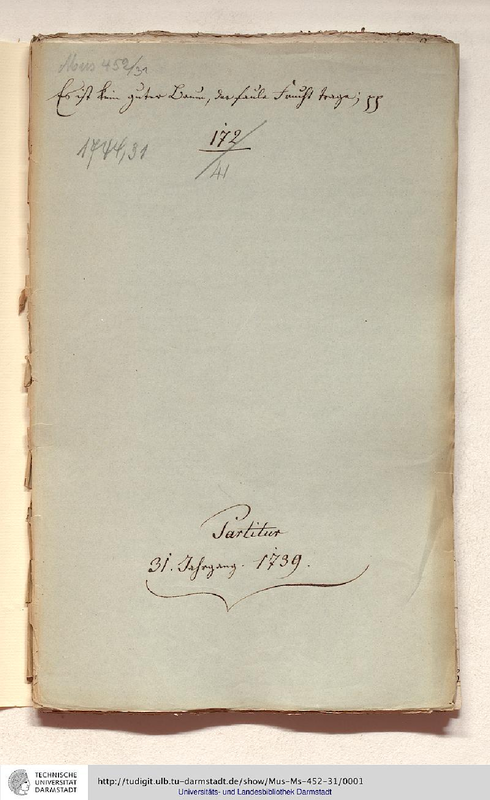 Mus 452/31
Es ist kein guter Baum, der faule Frucht trage; pp
172
41
1744,31
Partitur
31. Jahrgang. 1739.
TECHNISCHE
UNIVERSITÄT
DARMSTADT
http://tudigit.ulb.tu-darmstadt.de/show/Mus-Ms-452-31/0001
Universitäts- und Landesbibliothek Darmstadt